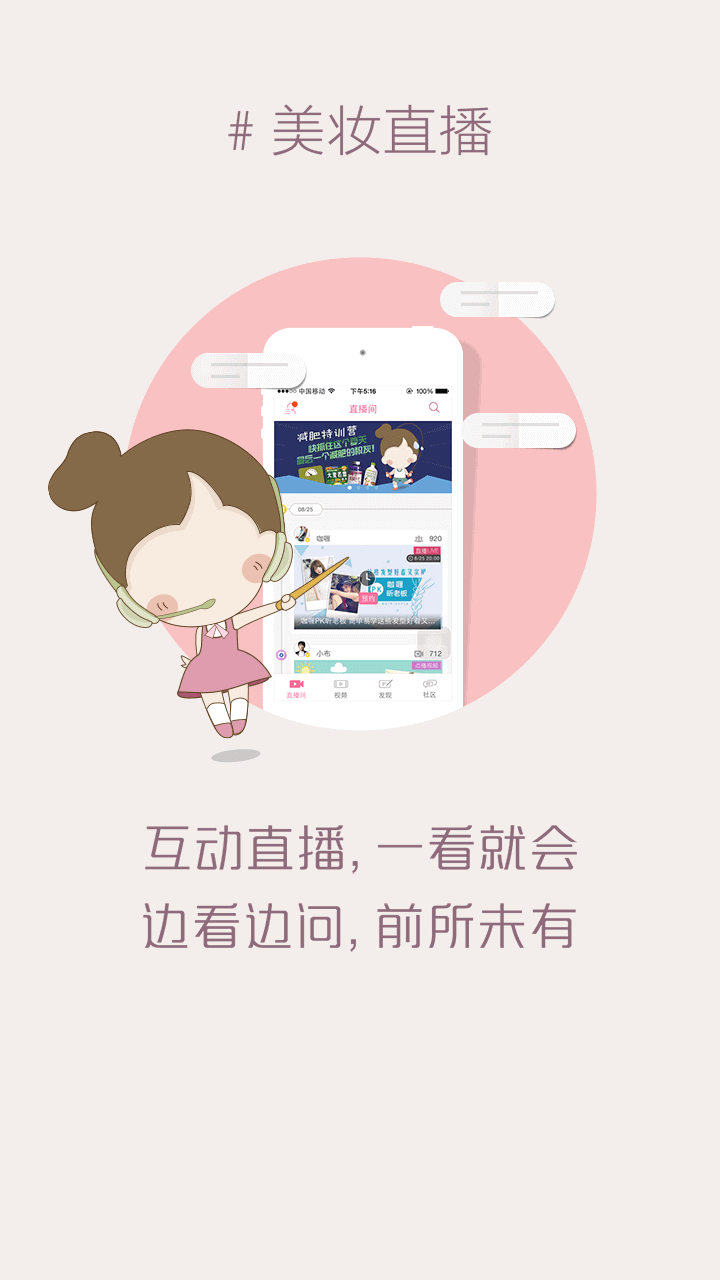 # 美妆直播
中国移动 下午5:16 100%
直播间
减肥特训营
快抓住这个夏天
最后一个减肥的机友!
08/25
咖喱 920
直播LIVE
8/25 20:00
咖喱
PK 昕老板
预约
咖喱PK昕老板 简单易学这些发型好看又...
小布 712
点播视频
直播间 视频 发现 社区
互动直播, 一看就会
边看边问, 前所未有